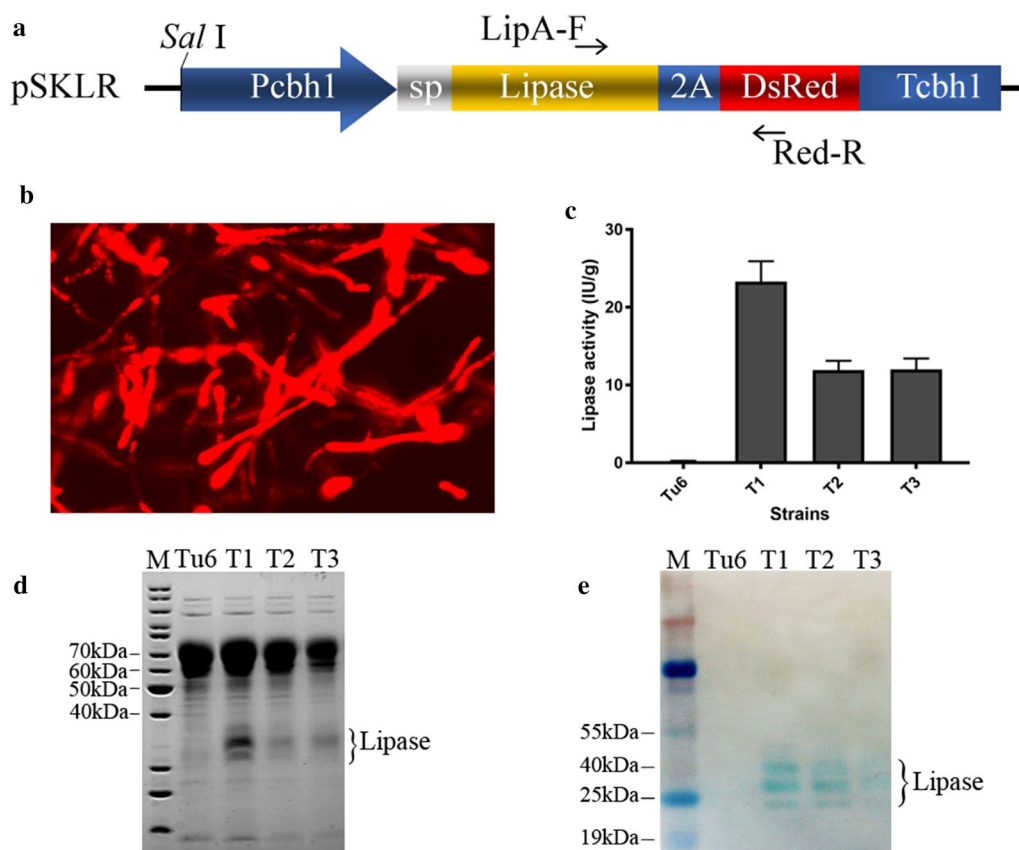 a
LipA-F
Sal I
pSKLR
Pcbh1
sp
Lipase
2A
DsRed
Tcbh1
Red-R
b
c
Lipase activity (IU/g)
30
20
10
0
Tu6
T1
T2
T3
Strains
d
M Tu6 T1 T2 T3
70kDa
60kDa
50kDa
40kDa
Lipase
e
M Tu6 T1 T2 T3
55kDa
40kDa
25kDa
19kDa
Lipase